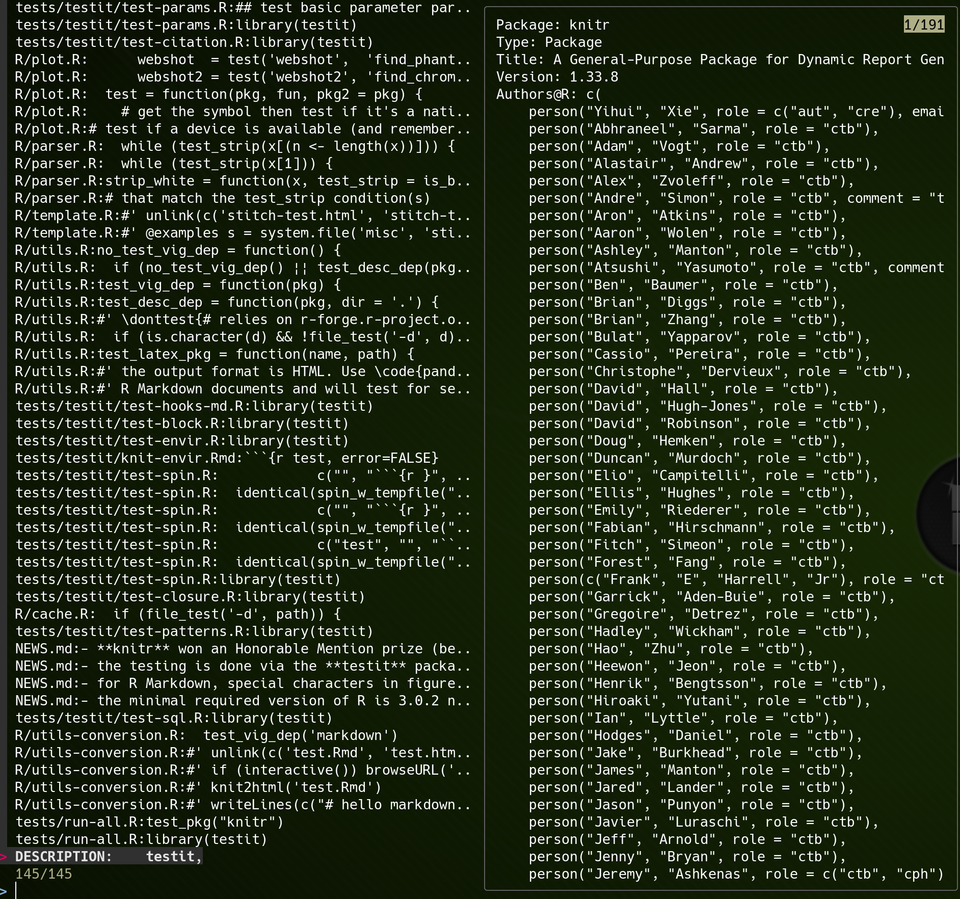 tests/testit/test-params.R:## test basic parameter par..
tests/testit/test-params.R:library(testit)
tests/testit/test-citation.R:library(testit)
R/plot.R:      webshot  = test('webshot',  'find_phant..
R/plot.R:      webshot2 = test('webshot2', 'find_chrom..
R/plot.R:  test = function(pkg, fun, pkg2 = pkg) {
R/plot.R:    # get the symbol then test if it's a nati..
R/plot.R:# test if a device is available (and remember..
R/parser.R:  while (test_strip(x[(n <- length(x))])) {
R/parser.R:  while (test_strip(x[1])) {
R/parser.R:strip_white = function(x, test_strip = is_b..
R/parser.R:# that match the test_strip condition(s)
R/template.R:#' unlink(c('stitch-test.html', 'stitch-t..
R/template.R:#' @examples s = system.file('misc', 'sti..
R/utils.R:no_test_vig_dep = function() {
R/utils.R:  if (no_test_vig_dep() || test_desc_dep(pkg..
R/utils.R:test_vig_dep = function(pkg) {
R/utils.R:test_desc_dep = function(pkg, dir = '.') {
R/utils.R:#' \donttest{# relies on r-forge.r-project.o..
R/utils.R:  if (is.character(d) && !file_test('-d', d)..
R/utils.R:test_latex_pkg = function(name, path) {
R/utils.R:#' the output format is HTML. Use \code{pand..
R/utils.R:#' R Markdown documents and will test for se..
tests/testit/test-hooks-md.R:library(testit)
tests/testit/test-block.R:library(testit)
tests/testit/test-envir.R:library(testit)
tests/testit/knit-envir.Rmd:```{r test, error=FALSE}
tests/testit/test-spin.R:            c("", "```{r }", ..
tests/testit/test-spin.R:  identical(spin_w_tempfile("..
tests/testit/test-spin.R:            c("", "```{r }", ..
tests/testit/test-spin.R:  identical(spin_w_tempfile("..
tests/testit/test-spin.R:            c("test", "", "``..
tests/testit/test-spin.R:  identical(spin_w_tempfile("..
tests/testit/test-spin.R:library(testit)
tests/testit/test-closure.R:library(testit)
R/cache.R:  if (file_test('-d', path)) {
tests/testit/test-patterns.R:library(testit)
NEWS.md:- **knitr** won an Honorable Mention prize (be..
NEWS.md:- the testing is done via the **testit** packa..
NEWS.md:- for R Markdown, special characters in figure..
NEWS.md:- the minimal required version of R is 3.0.2 n..
tests/testit/test-sql.R:library(testit)
R/utils-conversion.R:  test_vig_dep('markdown')
R/utils-conversion.R:#' unlink(c('test.Rmd', 'test.htm..
R/utils-conversion.R:#' if (interactive()) browseURL('..
R/utils-conversion.R:#' knit2html('test.Rmd')
R/utils-conversion.R:#' writeLines(c("# hello markdown..
tests/run-all.R:test_pkg("knitr")
tests/run-all.R:library(testit)
> DESCRIPTION:    testit,
145/145
>
Package: knitr
1/191
Type: Package
Title: A General-Purpose Package for Dynamic Report Gen
Version: 1.33.8
Authors@R: c(
    person("Yihui", "Xie", role = c("aut", "cre"), emai
    person("Abhraneel", "Sarma", role = "ctb"),
    person("Adam", "Vogt", role = "ctb"),
    person("Alastair", "Andrew", role = "ctb"),
    person("Alex", "Zvoleff", role = "ctb"),
    person("Andre", "Simon", role = "ctb", comment = "t
    person("Aron", "Atkins", role = "ctb"),
    person("Aaron", "Wolen", role = "ctb"),
    person("Ashley", "Manton", role = "ctb"),
    person("Atsushi", "Yasumoto", role = "ctb", comment
    person("Ben", "Baumer", role = "ctb"),
    person("Brian", "Diggs", role = "ctb"),
    person("Brian", "Zhang", role = "ctb"),
    person("Bulat", "Yapparov", role = "ctb"),
    person("Cassio", "Pereira", role = "ctb"),
    person("Christophe", "Dervieux", role = "ctb"),
    person("David", "Hall", role = "ctb"),
    person("David", "Hugh-Jones", role = "ctb"),
    person("David", "Robinson", role = "ctb"),
    person("Doug", "Hemken", role = "ctb"),
    person("Duncan", "Murdoch", role = "ctb"),
    person("Elio", "Campitelli", role = "ctb"),
    person("Ellis", "Hughes", role = "ctb"),
    person("Emily", "Riederer", role = "ctb"),
    person("Fabian", "Hirschmann", role = "ctb"),
    person("Fitch", "Simeon", role = "ctb"),
    person("Forest", "Fang", role = "ctb"),
    person(c("Frank", "E", "Harrell", "Jr"), role = "ct
    person("Garrick", "Aden-Buie", role = "ctb"),
    person("Gregoire", "Detrez", role = "ctb"),
    person("Hadley", "Wickham", role = "ctb"),
    person("Hao", "Zhu", role = "ctb"),
    person("Heewon", "Jeon", role = "ctb"),
    person("Henrik", "Bengtsson", role = "ctb"),
    person("Hiroaki", "Yutani", role = "ctb"),
    person("Ian", "Lyttle", role = "ctb"),
    person("Hodges", "Daniel", role = "ctb"),
    person("Jake", "Burkhead", role = "ctb"),
    person("James", "Manton", role = "ctb"),
    person("Jared", "Lander", role = "ctb"),
    person("Jason", "Punyon", role = "ctb"),
    person("Javier", "Luraschi", role = "ctb"),
    person("Jeff", "Arnold", role = "ctb"),
    person("Jenny", "Bryan", role = "ctb"),
    person("Jeremy", "Ashkenas", role = c("ctb", "cph")